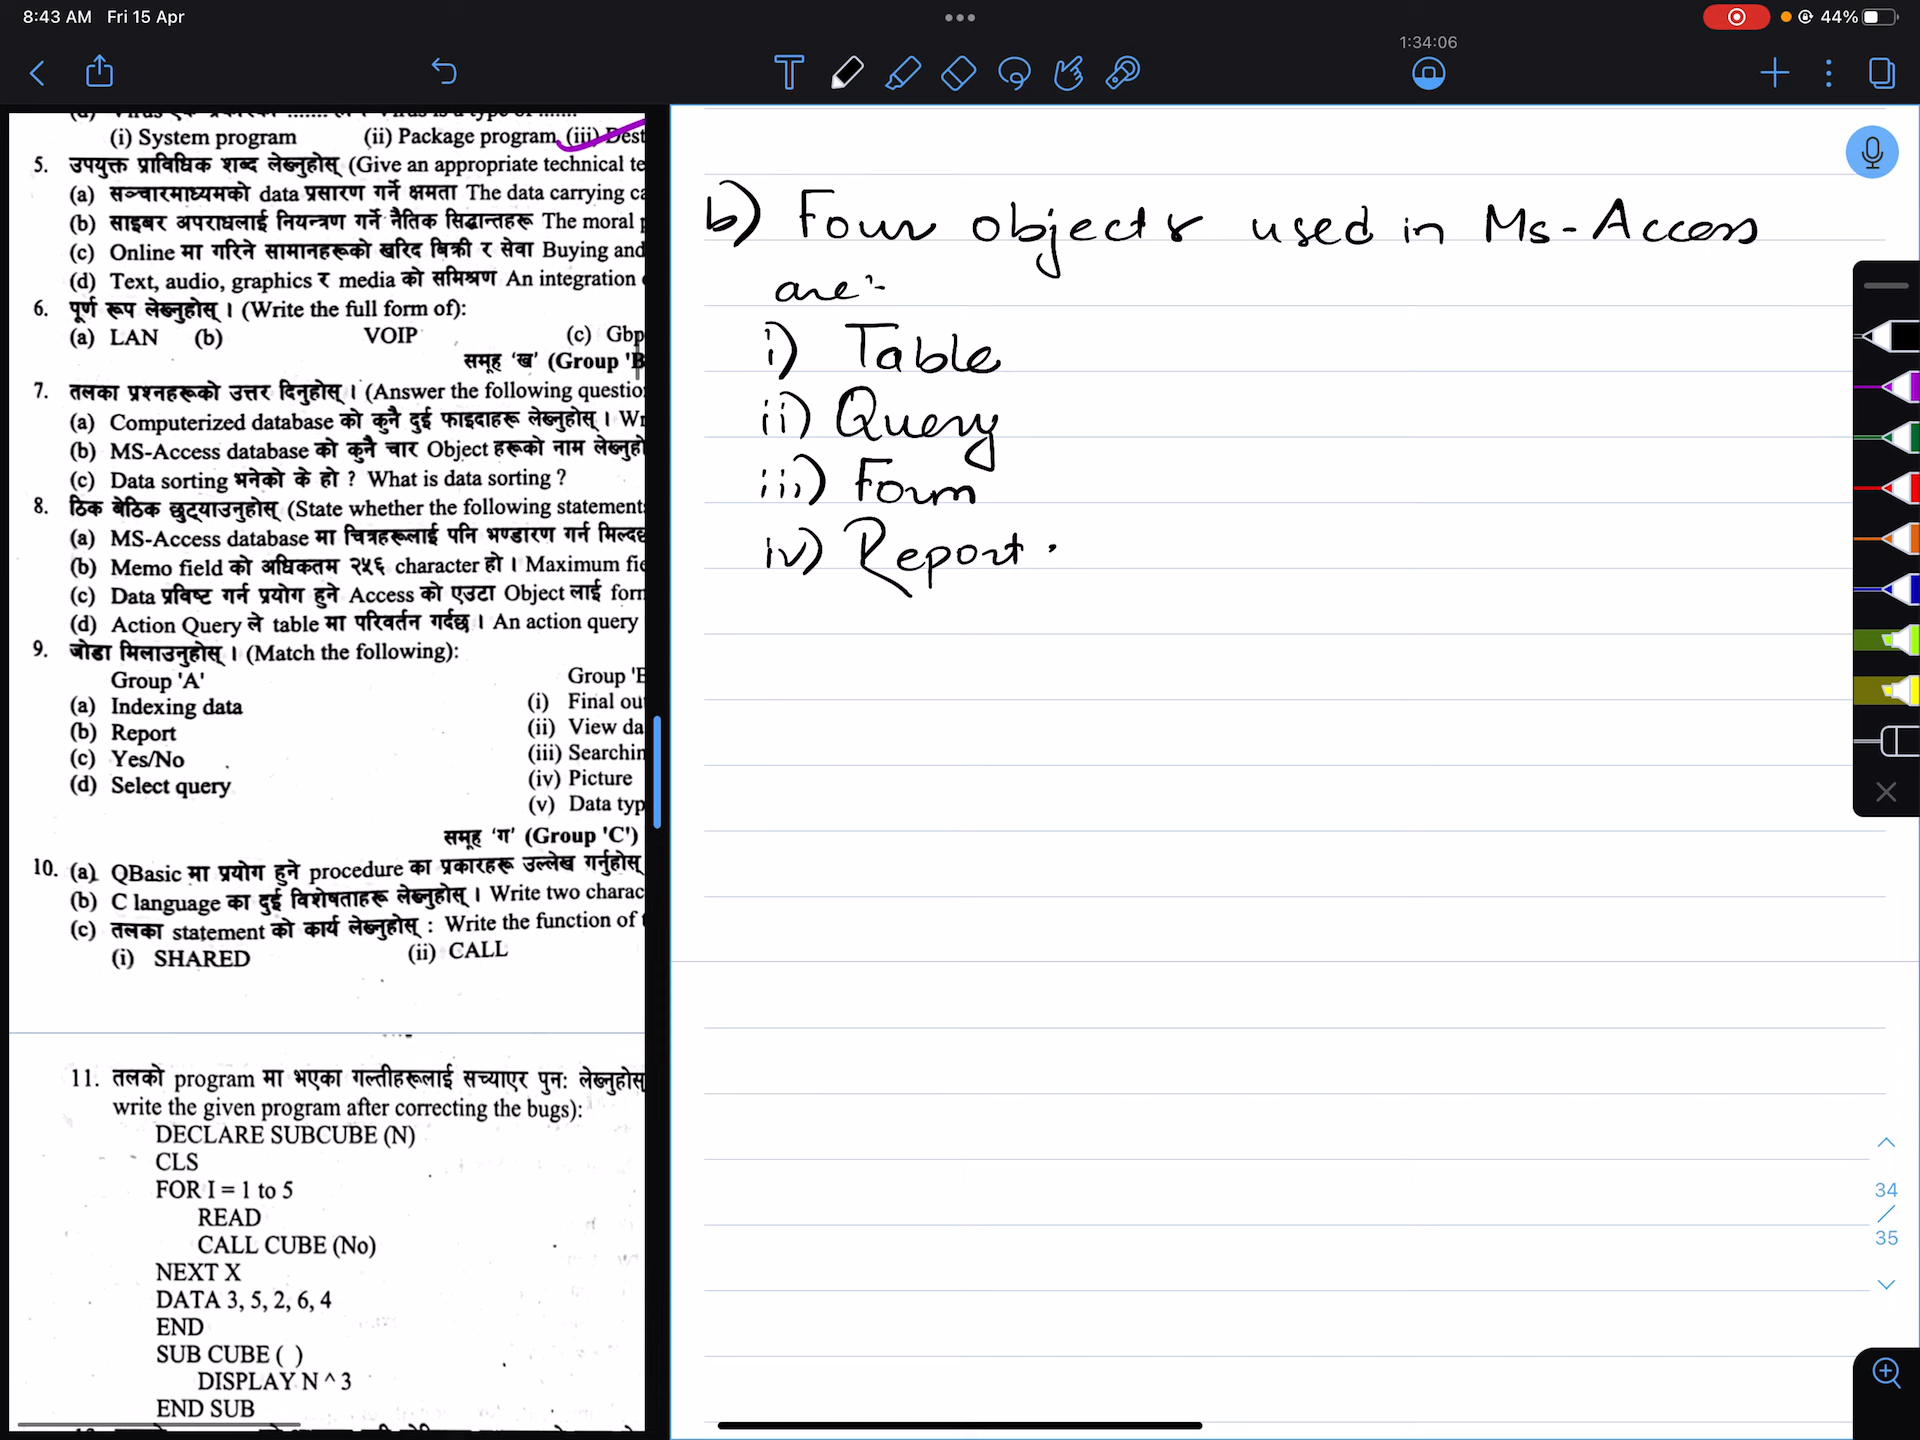 8:43 AM Fri 15 Apr
44%
1:34:06
(i) System program (ii) Package program (iii) Dest
5. उपयुक्त प्राविधिक शब्द लेख्नुहोस् (Give an appropriate technical te
(a) सञ्चारमाध्यमको data प्रसारण गर्ने क्षमता The data carrying ca
(b) साइबर अपराधलाई नियन्त्रण गर्ने नैतिक सिद्धान्तहरू The moral p
(c) Online मा गरिने सामानहरूको खरिद बिक्री र सेवा Buying and
(d) Text, audio, graphics र media को समिश्रण An integration
6. पूर्ण रूप लेख्नुहोस् । (Write the full form of):
(a) LAN (b) VOIP (c) Gbp
समूह 'ख' (Group 'B
7. तलका प्रश्नहरूको उत्तर दिनुहोस् । (Answer the following questio
(a) Computerized database को कुनै दुई फाइदाहरू लेख्नुहोस् । Wr
(b) MS-Access database को कुनै चार Object हरूको नाम लेख्नुहो
(c) Data sorting भनेको के हो ? What is data sorting ?
8. ठिक बेठिक छुट्याउनुहोस् (State whether the following statement
(a) MS-Access database मा चित्रहरूलाई पनि भण्डारण गर्न मिल्दछ
(b) Memo field को अधिकतम २५६ character हो । Maximum fie
(c) Data प्रविष्ट गर्न प्रयोग हुने Access को एउटा Object लाई form
(d) Action Query ले table मा परिवर्तन गर्दछ । An action query
9. जोडा मिलाउनुहोस् । (Match the following):
Group 'A' Group 'B
(a) Indexing data (i) Final ou
(b) Report (ii) View da
(c) Yes/No (iii) Searchin
(d) Select query (iv) Picture
(v) Data typ
समूह 'ग' (Group 'C')
10. (a) QBasic मा प्रयोग हुने procedure का प्रकारहरू उल्लेख गर्नुहोस्
(b) C language का दुई विशेषताहरू लेख्नुहोस् । Write two charac
(c) तलका statement को कार्य लेख्नुहोस् : Write the function of
(i) SHARED (ii) CALL
11. तलको program मा भएका गल्तीहरूलाई सच्याएर पुन: लेख्नुहोस्
write the given program after correcting the bugs):
DECLARE SUBCUBE (N)
CLS
FOR I = 1 to 5
READ
CALL CUBE (No)
NEXT X
DATA 3, 5, 2, 6, 4
END
SUB CUBE ( )
DISPLAY N ^ 3
END SUB
b) Four objects used in Ms-Access
are:-
i) Table
ii) Query
iii) Form
iv) Report.
34
/
35